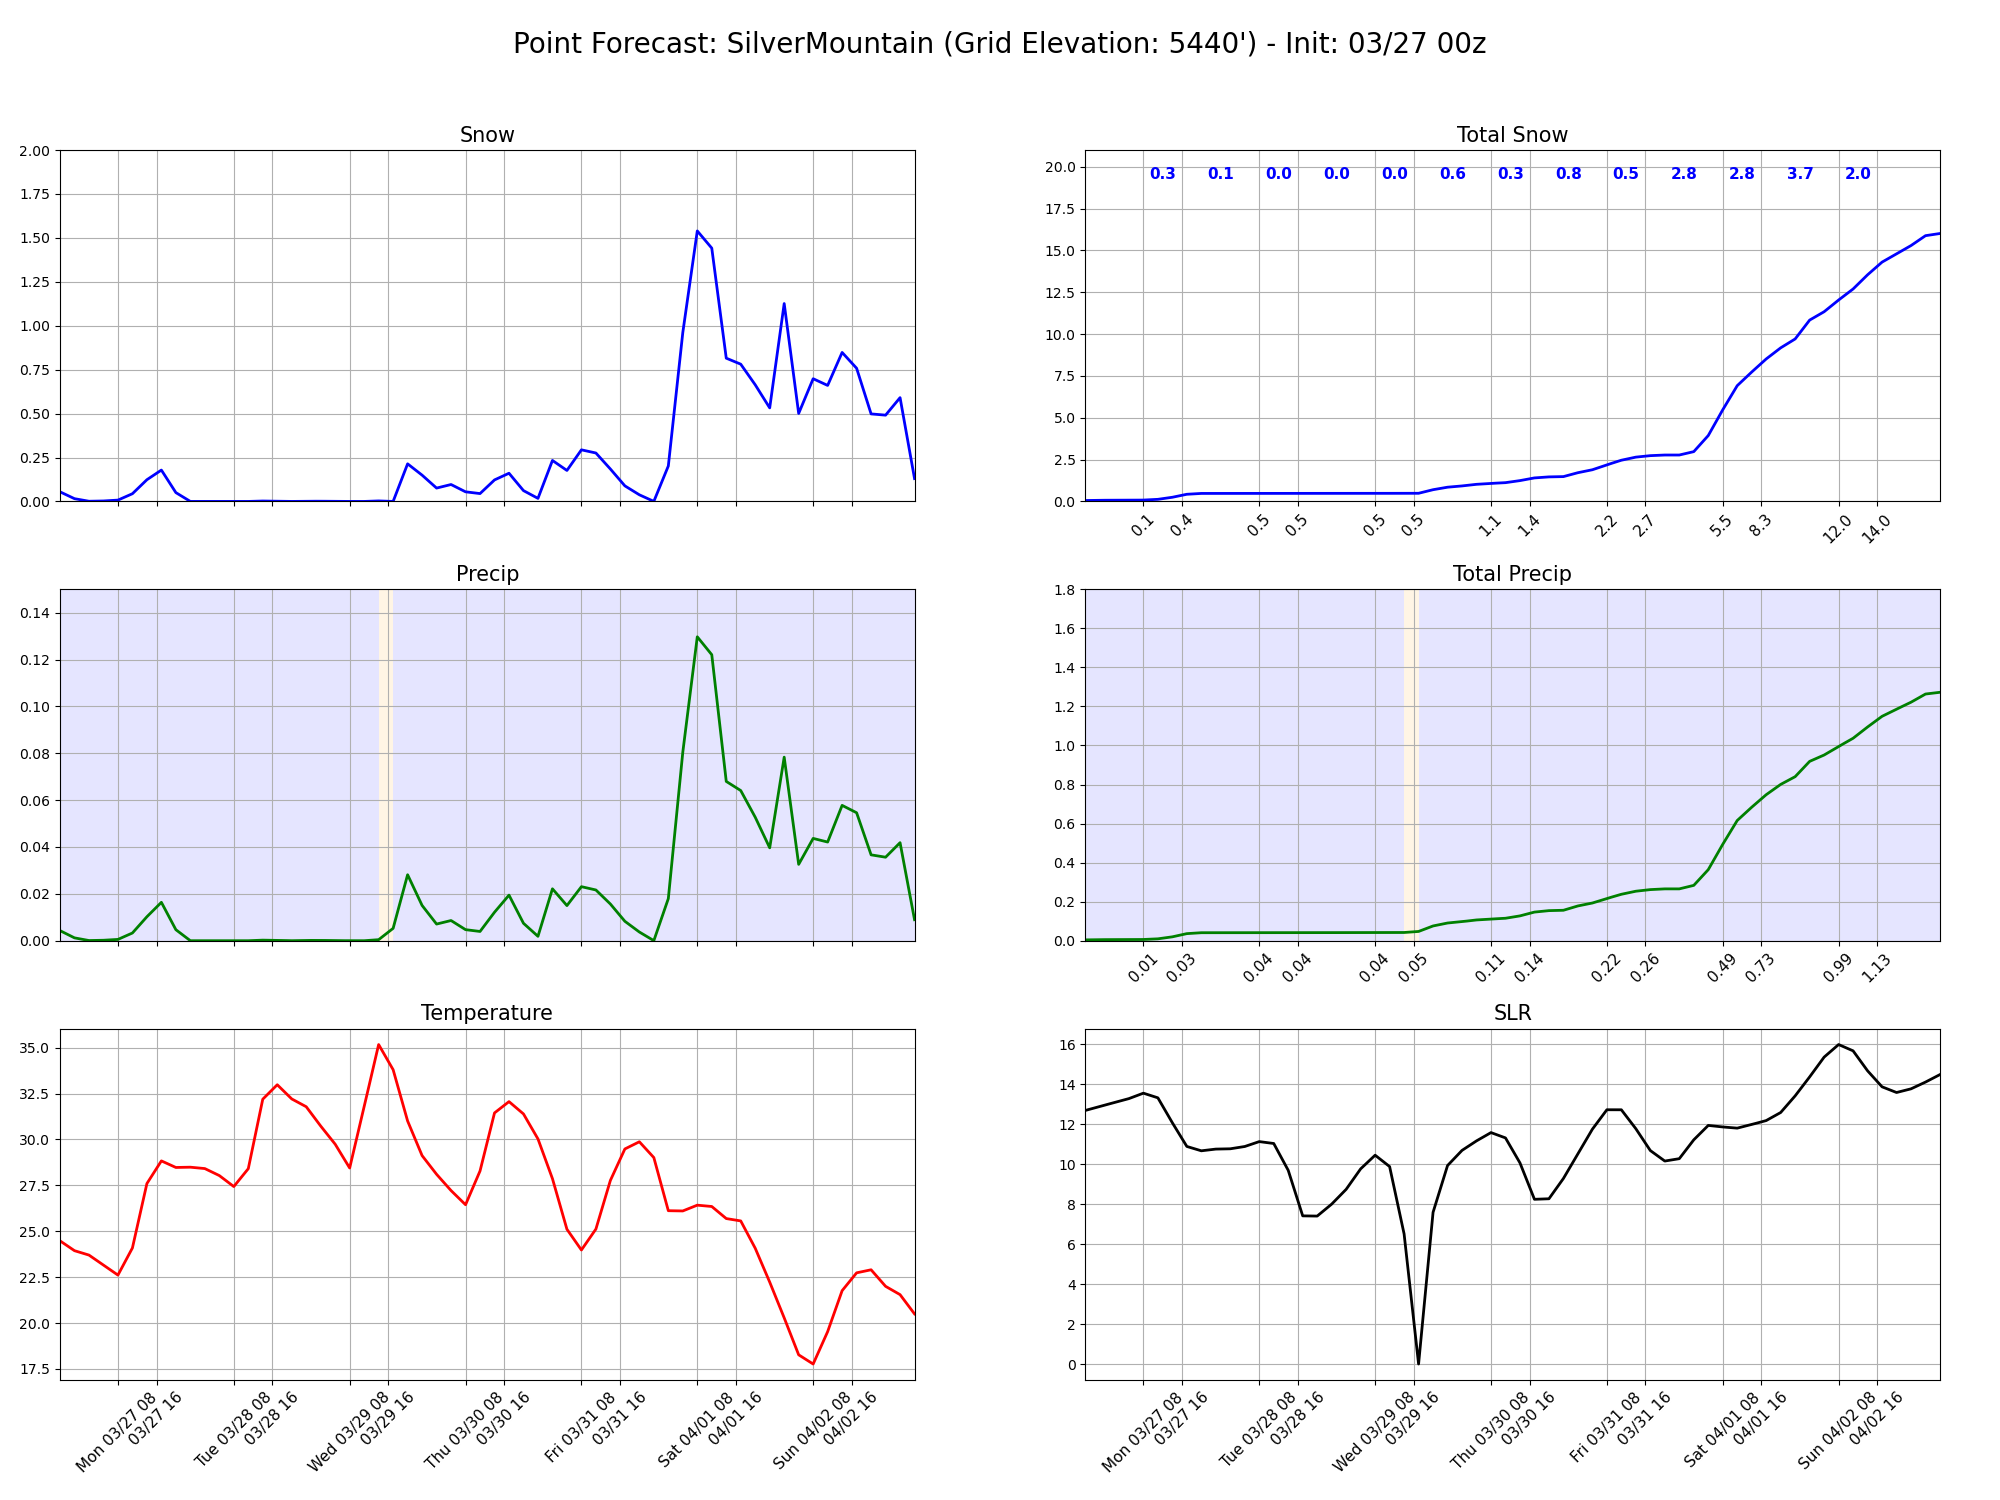 Point Forecast: SilverMountain (Grid Elevation: 5440') - Init: 03/27 00z
Snow
2.00
1.75
1.50
1.25
1.00
0.75
0.50
0.25
0.00
Total Snow
0.3 0.1 0.0 0.0 0.0 0.6 0.3 0.8 0.5 2.8 2.8 3.7 2.0
20.0
17.5
15.0
12.5
10.0
7.5
5.0
2.5
0.0
0.1 0.4 0.5 0.5 0.5 0.5 1.1 1.4 2.2 2.7 5.5 8.3 12.0 14.0
Precip
0.14
0.12
0.10
0.08
0.06
0.04
0.02
0.00
Total Precip
1.8
1.6
1.4
1.2
1.0
0.8
0.6
0.4
0.2
0.0
0.01 0.03 0.04 0.04 0.04 0.05 0.11 0.14 0.22 0.26 0.49 0.73 0.99 1.13
Temperature
35.0
32.5
30.0
27.5
25.0
22.5
20.0
17.5
Mon 03/27 08
03/27 16
Tue 03/28 08
03/28 16
Wed 03/29 08
03/29 16
Thu 03/30 08
03/30 16
Fri 03/31 08
03/31 16
Sat 04/01 08
04/01 16
Sun 04/02 08
04/02 16
SLR
16
14
12
10
8
6
4
2
0
Mon 03/27 08
03/27 16
Tue 03/28 08
03/28 16
Wed 03/29 08
03/29 16
Thu 03/30 08
03/30 16
Fri 03/31 08
03/31 16
Sat 04/01 08
04/01 16
Sun 04/02 08
04/02 16